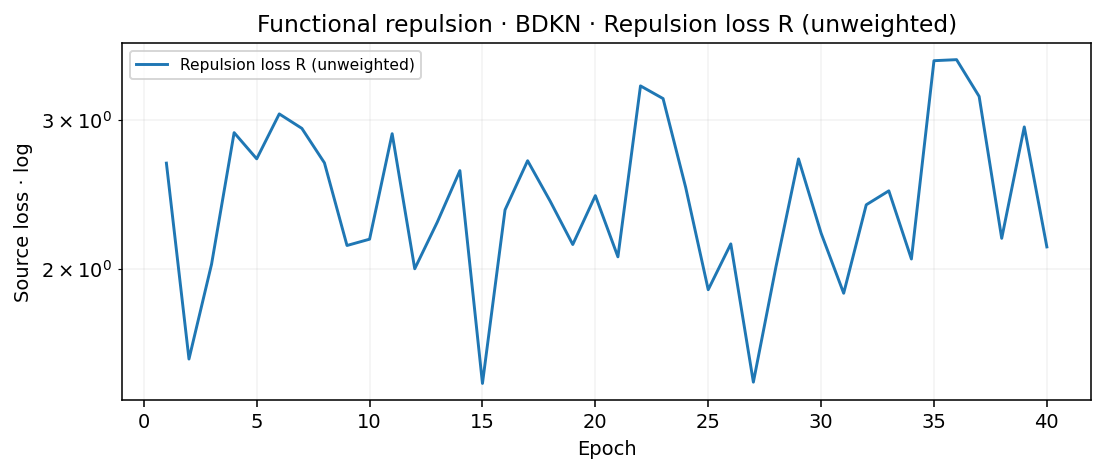 Functional repulsion · BDKN · Repulsion loss R (unweighted)
Repulsion loss R (unweighted)
Source loss · log
3 × 10⁰
2 × 10⁰
0 5 10 15 20 25 30 35 40
Epoch